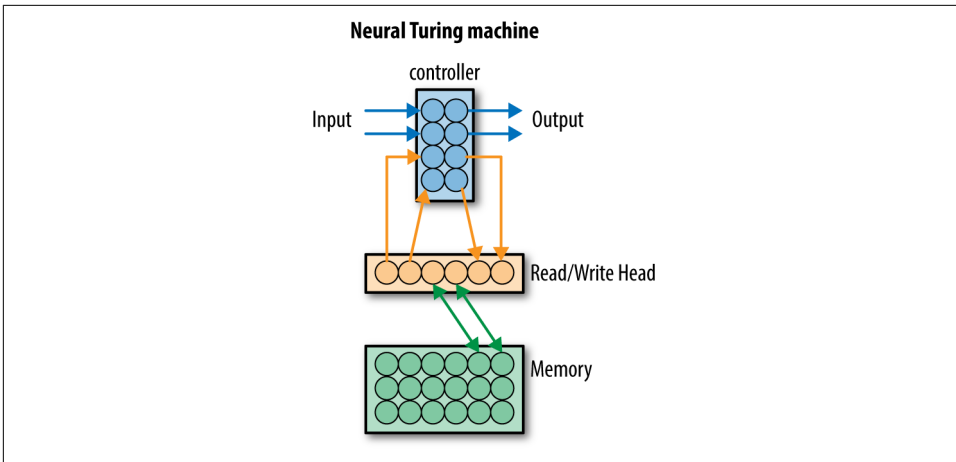 Neural Turing machine
controller
Input
Output
Read/Write Head
Memory